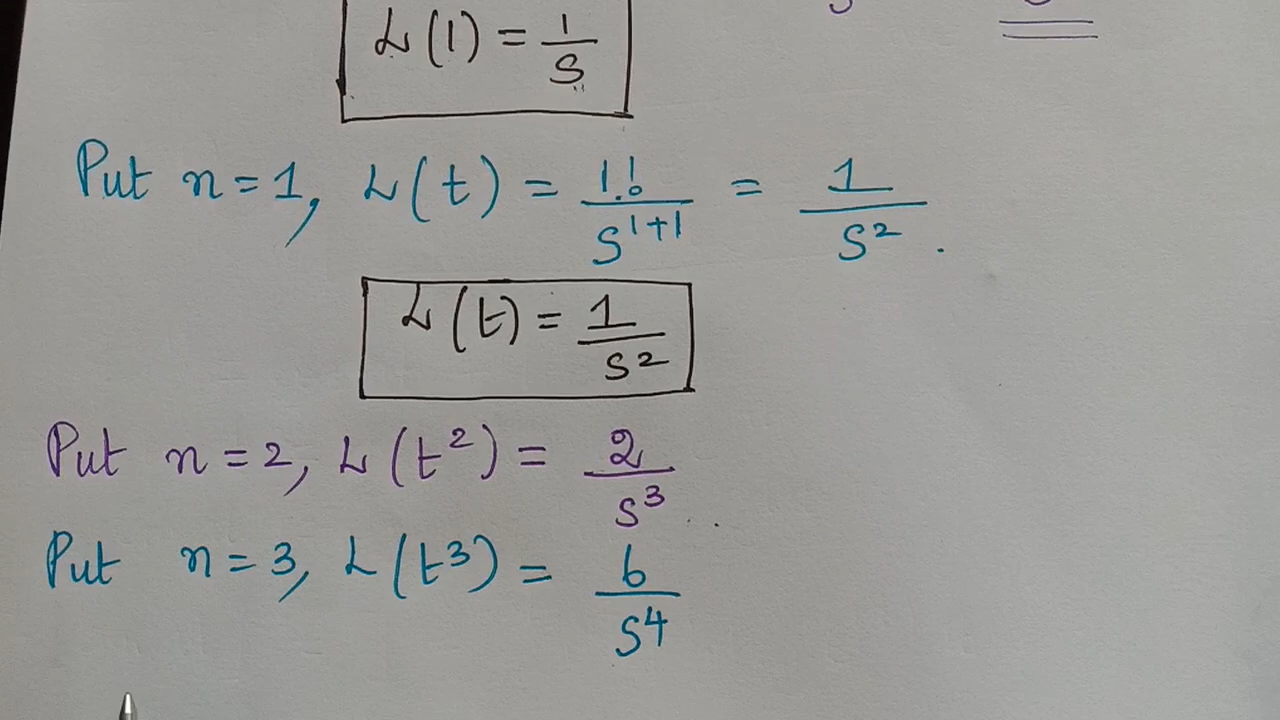 L(1) = 1/S
Put n = 1, L(t) = 1!/S^(1+1) = 1/S² .
L(t) = 1/S²
Put n = 2, L(t²) = 2/S³
Put n = 3, L(t³) = 6/S⁴